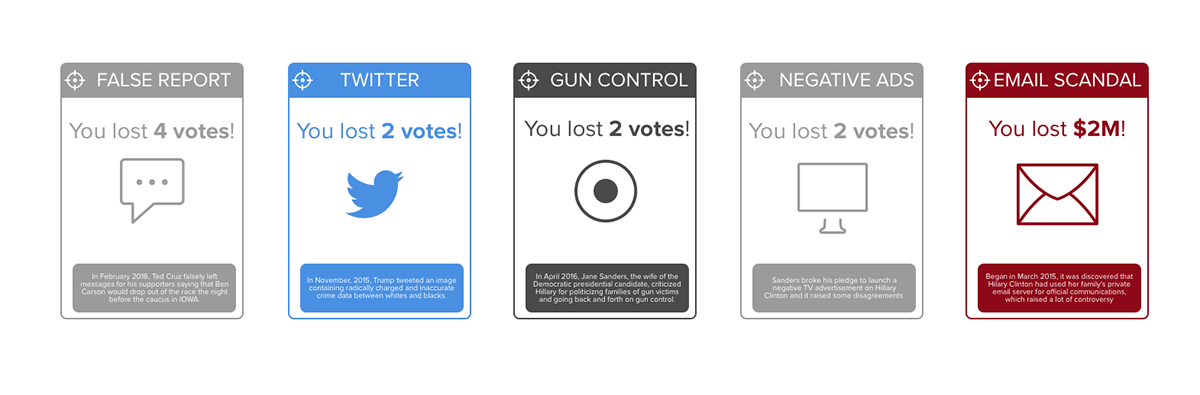 FALSE REPORT
You lost 4 votes!
In February 2016, Ted Cruz falsely left
messages for his supporters saying that Ben
Carson would drop out of the race the night
before the caucus in IOWA.
TWITTER
You lost 2 votes!
In November, 2015, Trump tweeted an image
containing radically charged and inaccurate
crime data between whites and blacks.
GUN CONTROL
You lost 2 votes!
In April 2016, Jane Sanders, the wife of the
Democratic presidential candidate, criticized
Hillary for politicizng families of gun victims
and going back and forth on gun control.
NEGATIVE ADS
You lost 2 votes!
Sanders broke his pledge to launch a
negative TV advertisement on Hillary
Clinton and it raised some disagreements.
EMAIL SCANDAL
You lost $2M!
Began in March 2015, it was discovered that
Hilary Clinton had used her family's private
email server for official communications,
which raised a lot of controversy